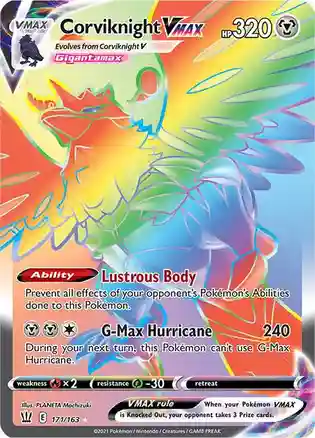 VMAX
Corviknight VMAX HP 320
Evolves from Corviknight V
Gigantamax
Ability Lustrous Body
Prevent all effects of your opponent's Pokémon's Abilities
done to this Pokémon.
G-Max Hurricane 240
During your next turn, this Pokémon can't use G-Max
Hurricane.
weakness ×2 resistance -30 retreat
Illus. PLANETA Mochizuki
E 171/163
VMAX rule
When your Pokémon VMAX
is Knocked Out, your opponent takes 3 Prize cards.
©2021 Pokémon / Nintendo / Creatures / GAME FREAK